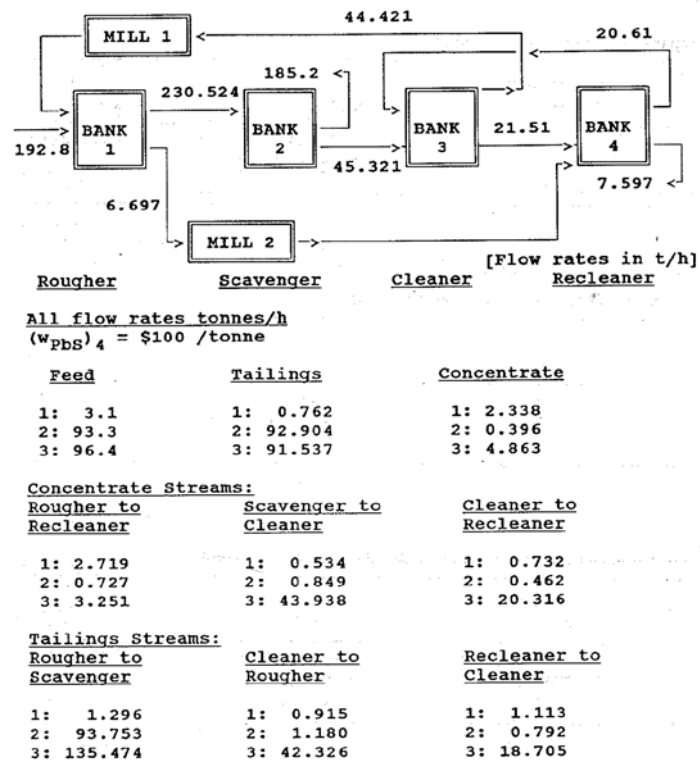 44.421
MILL 1
20.61
185.2
230.524
BANK
1
BANK
2
BANK
3
21.51
BANK
4
192.8
45.321
7.597
6.697
MILL 2
[Flow rates in t/h]
Rougher Scavenger Cleaner Recleaner
All flow rates tonnes/h
(wPbS)4 = $100 /tonne
Feed Tailings Concentrate
1: 3.1 1: 0.762 1: 2.338
2: 93.3 2: 92.904 2: 0.396
3: 96.4 3: 91.537 3: 4.863
Concentrate Streams:
Rougher to Scavenger to Cleaner to
Recleaner Cleaner Recleaner
1: 2.719 1: 0.534 1: 0.732
2: 0.727 2: 0.849 2: 0.462
3: 3.251 3: 43.938 3: 20.316
Tailings Streams:
Rougher to Cleaner to Recleaner to
Scavenger Rougher Cleaner
1: 1.296 1: 0.915 1: 1.113
2: 93.753 2: 1.180 2: 0.792
3: 135.474 3: 42.326 3: 18.705